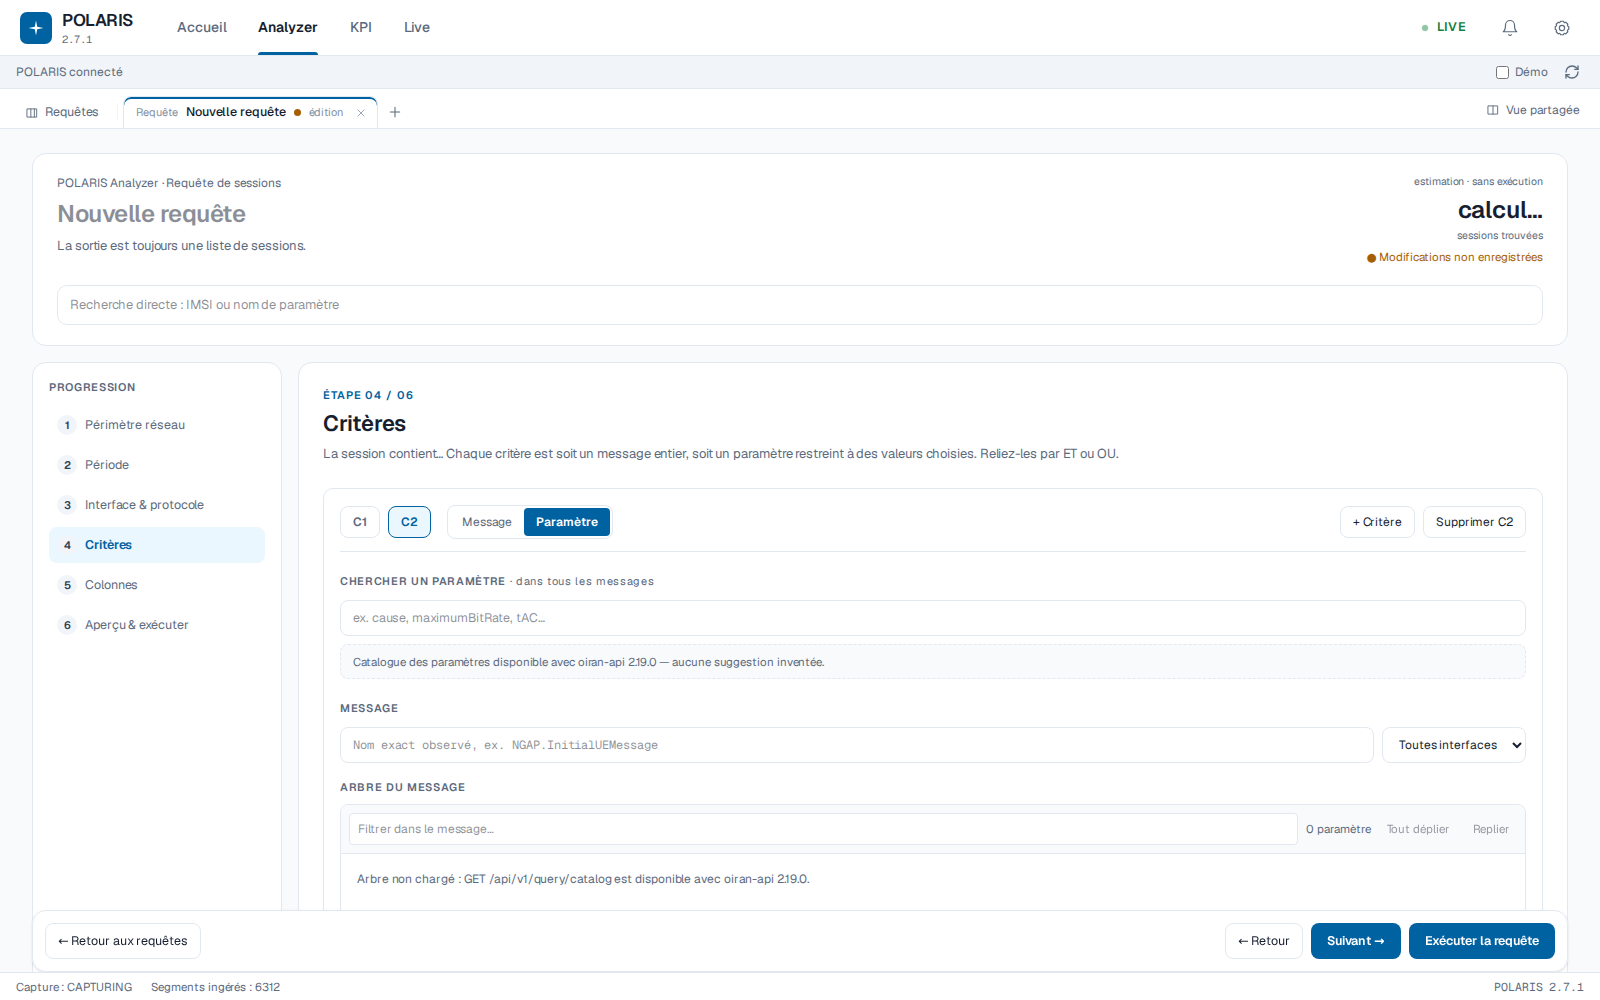 POLARIS
2.7.1
Accueil
Analyzer
KPI
Live
LIVE
POLARIS connecté
Démo
Requêtes
Requête Nouvelle requête édition
Vue partagée
POLARIS Analyzer · Requête de sessions
estimation · sans exécution
Nouvelle requête
calcul...
La sortie est toujours une liste de sessions.
sessions trouvées
Modifications non enregistrées
Recherche directe : IMSI ou nom de paramètre
PROGRESSION
1 Périmètre réseau
2 Période
3 Interface & protocole
4 Critères
5 Colonnes
6 Aperçu & exécuter
ÉTAPE 04 / 06
Critères
La session contient... Chaque critère est soit un message entier, soit un paramètre restreint à des valeurs choisies. Reliez-les par ET ou OU.
C1
C2
Message
Paramètre
+ Critère
Supprimer C2
CHERCHER UN PARAMÈTRE · dans tous les messages
ex. cause, maximumBitRate, tAC...
Catalogue des paramètres disponible avec oiran-api 2.19.0 — aucune suggestion inventée.
MESSAGE
Nom exact observé, ex. NGAP.InitialUEMessage
Toutes interfaces
ARBRE DU MESSAGE
Filtrer dans le message...
0 paramètre
Tout déplier
Replier
Arbre non chargé : GET /api/v1/query/catalog est disponible avec oiran-api 2.19.0.
← Retour aux requêtes
← Retour
Suivant →
Exécuter la requête
Capture : CAPTURING
Segments ingérés : 6312
POLARIS 2.7.1